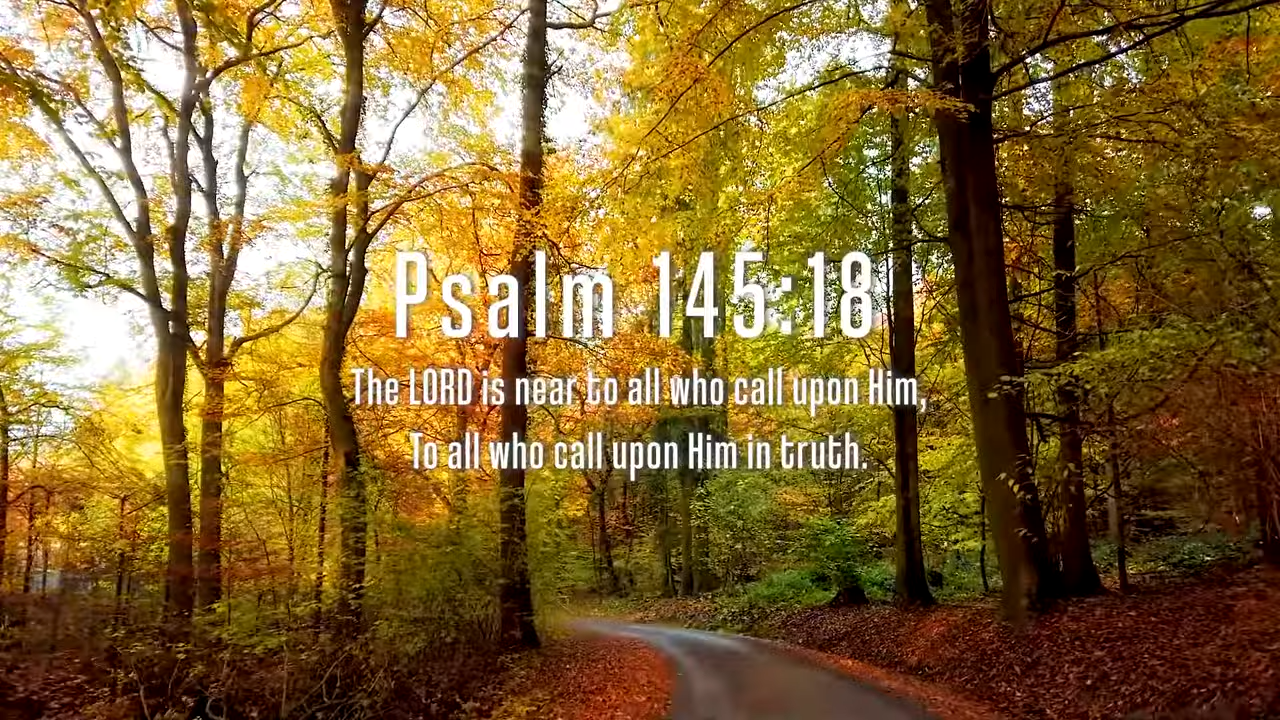 Psalm 145:18
The LORD is near to all who call upon Him,
To all who call upon Him in truth.